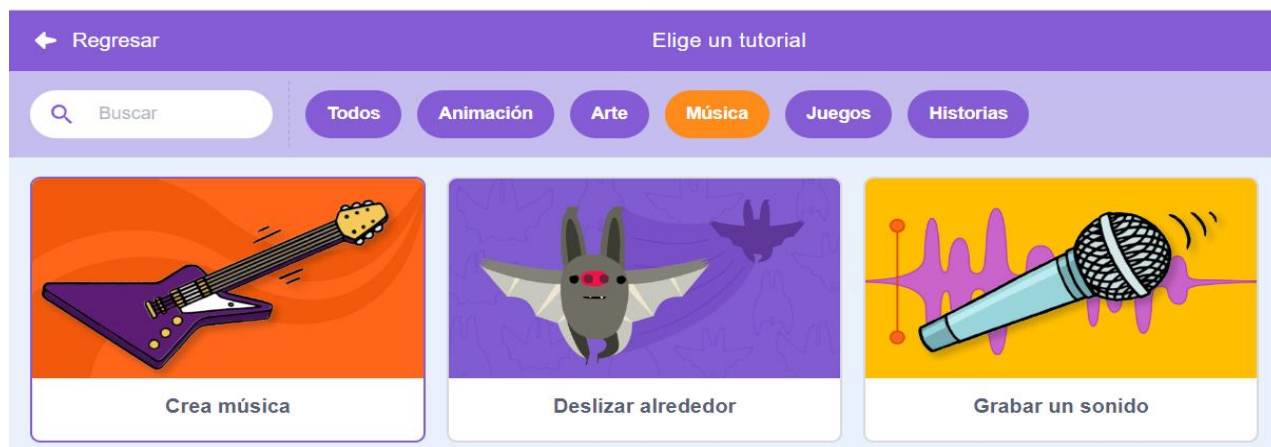 Regresar Elige un tutorial
Buscar Todos Animación Arte Música Juegos Historias
Crea música Deslizar alrededor Grabar un sonido